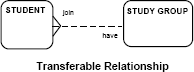 STUDENT
join
STUDY GROUP
have
Transferable Relationship